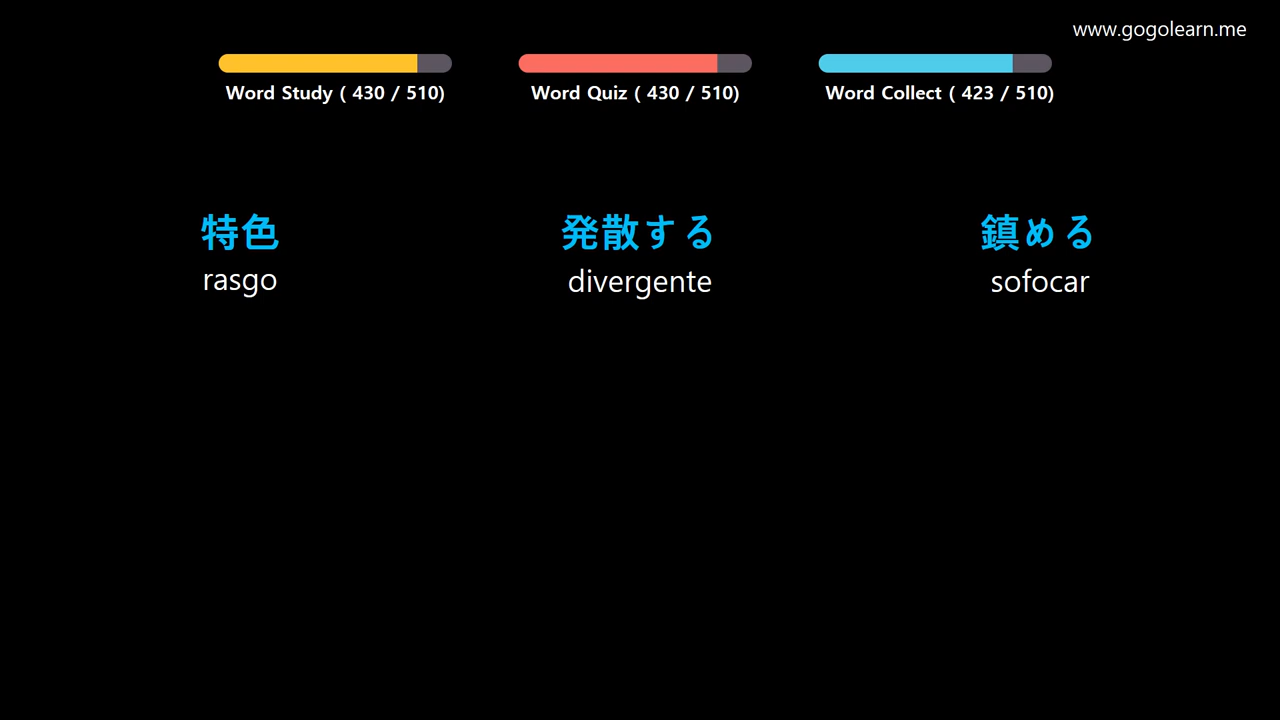 www.gogolearn.me
Word Study ( 430 / 510)
Word Quiz ( 430 / 510)
Word Collect ( 423 / 510)
特色
rasgo
発散する
divergente
鎮める
sofocar